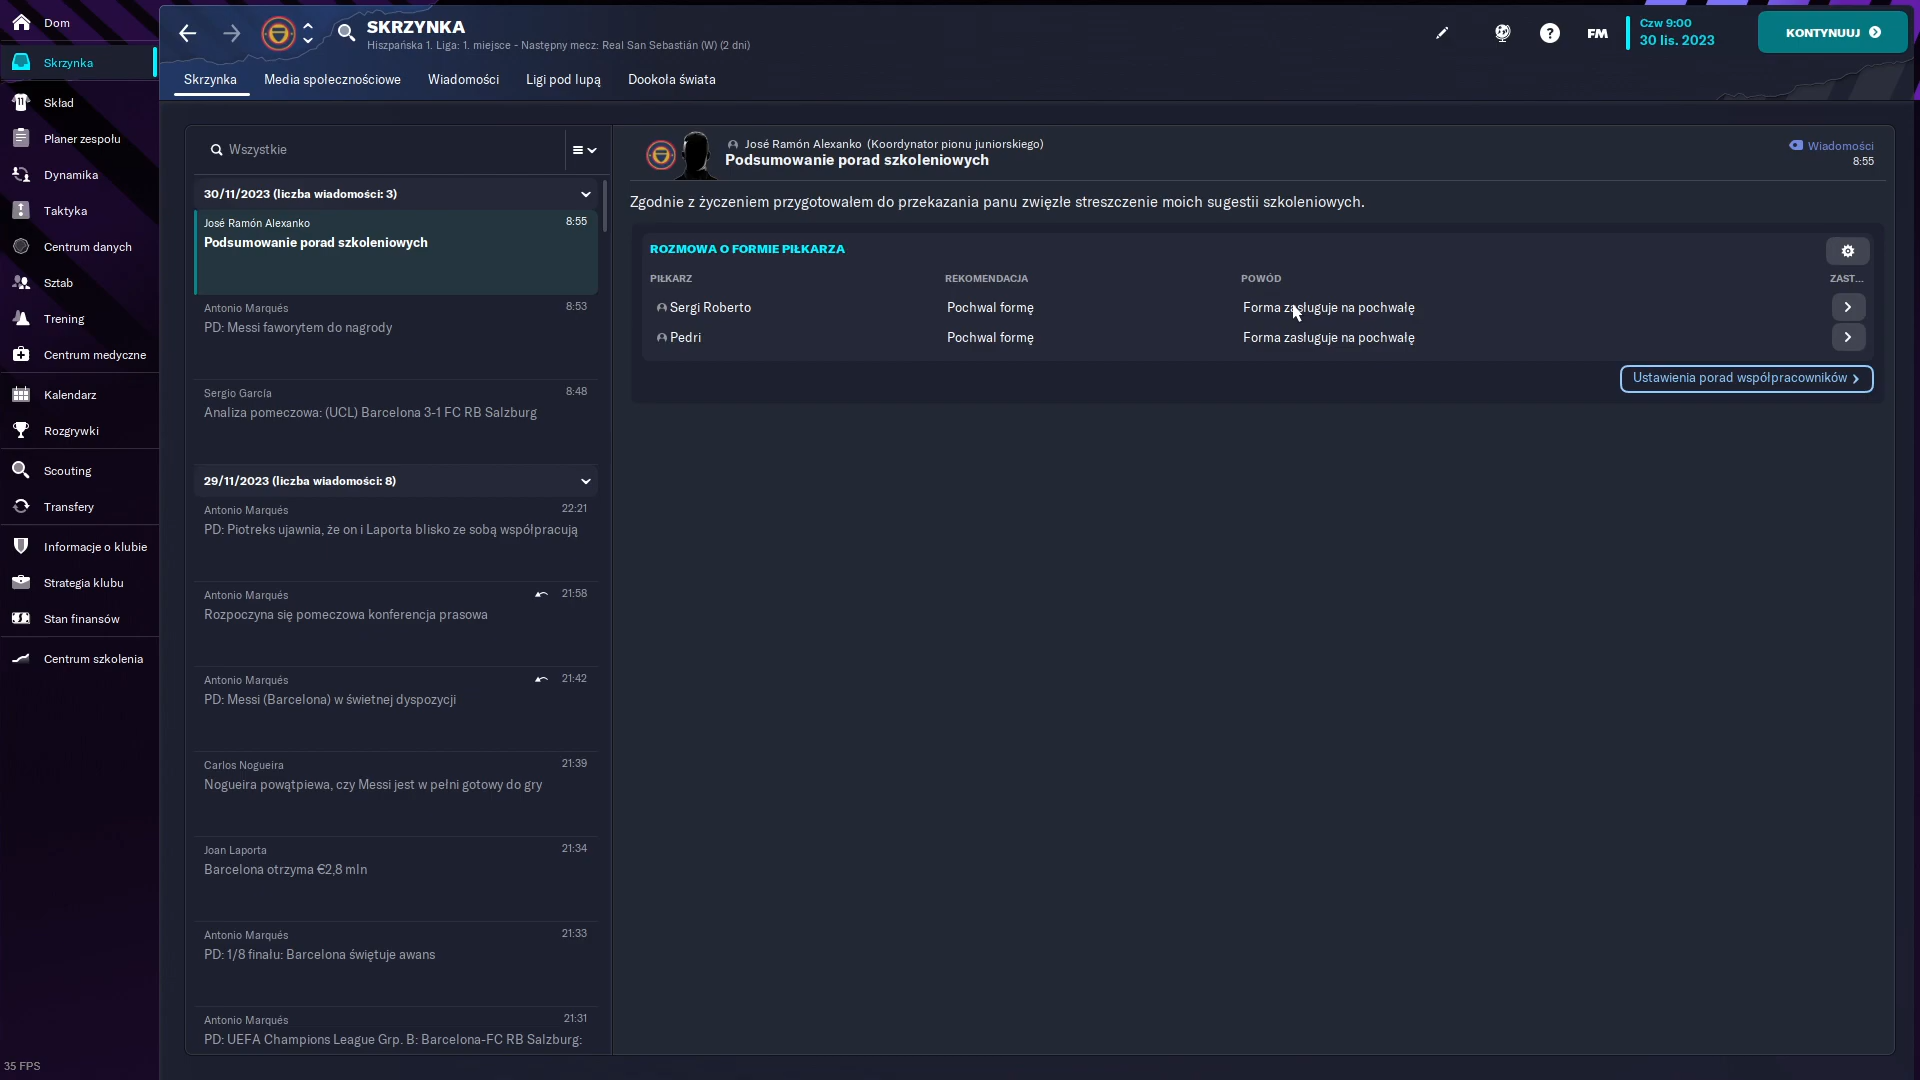 Dom
Skrzynka
Skład
Planer zespołu
Dynamika
Taktyka
Centrum danych
Sztab
Trening
Centrum medyczne
Kalendarz
Rozgrywki
Scouting
Transfery
Informacje o klubie
Strategia klubu
Stan finansów
Centrum szkolenia
35 FPS
SKRZYNKA
Hiszpańska 1. Liga: 1. miejsce - Następny mecz: Real San Sebastián (W) (2 dni)
FM
Czw 9:00
30 lis. 2023
KONTYNUUJ
Skrzynka
Media społecznościowe
Wiadomości
Ligi pod lupą
Dookoła świata
Wszystkie
30/11/2023 (liczba wiadomości: 3)
José Ramón Alexanko 8:55
Podsumowanie porad szkoleniowych
Antonio Marqués 8:53
PD: Messi faworytem do nagrody
Sergio García 8:48
Analiza pomeczowa: (UCL) Barcelona 3-1 FC RB Salzburg
29/11/2023 (liczba wiadomości: 8)
Antonio Marqués 22:21
PD: Piotreks ujawnia, że on i Laporta blisko ze sobą współpracują
Antonio Marqués 21:58
Rozpoczyna się pomeczowa konferencja prasowa
Antonio Marqués 21:42
PD: Messi (Barcelona) w świetnej dyspozycji
Carlos Nogueira 21:39
Nogueira powątpiewa, czy Messi jest w pełni gotowy do gry
Joan Laporta 21:34
Barcelona otrzyma €2,8 mln
Antonio Marqués 21:33
PD: 1/8 finału: Barcelona świętuje awans
Antonio Marqués 21:31
PD: UEFA Champions League Grp. B: Barcelona-FC RB Salzburg:
José Ramón Alexanko (Koordynator pionu juniorskiego)
Podsumowanie porad szkoleniowych
Wiadomości
8:55
Zgodnie z życzeniem przygotowałem do przekazania panu zwięzłe streszczenie moich sugestii szkoleniowych.
ROZMOWA O FORMIE PIŁKARZA
PIŁKARZ REKOMENDACJA POWÓD ZAST...
Sergi Roberto Pochwal formę Forma zasługuje na pochwałę
Pedri Pochwal formę Forma zasługuje na pochwałę
Ustawienia porad współpracowników